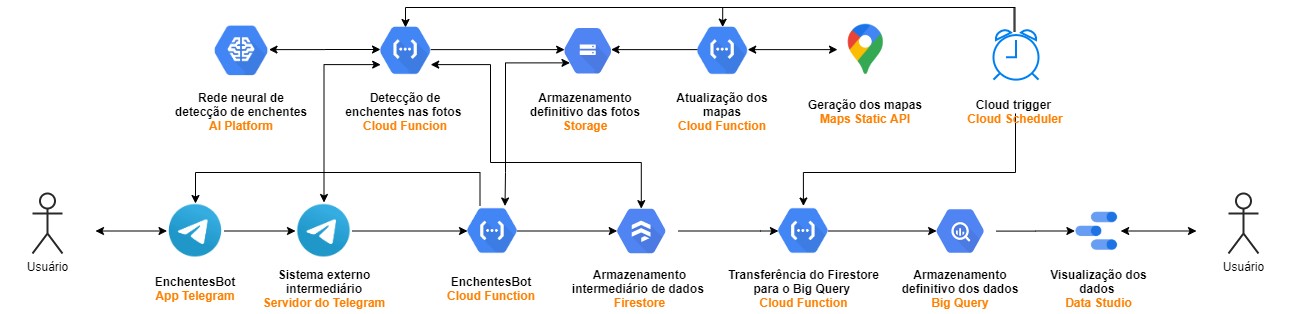 Rede neural de
detecção de enchentes
AI Platform
Detecção de
enchentes nas fotos
Cloud Funcion
Armazenamento
definitivo das fotos
Storage
Atualização dos
mapas
Cloud Function
Geração dos mapas
Maps Static API
Cloud trigger
Cloud Scheduler
Usuário
EnchentesBot
App Telegram
Sistema externo
intermediário
Servidor do Telegram
EnchentesBot
Cloud Function
Armazenamento
intermediário de dados
Firestore
Transferência do Firestore
para o Big Query
Cloud Function
Armazenamento
definitivo dos dados
Big Query
Visualização dos
dados
Data Studio
Usuário